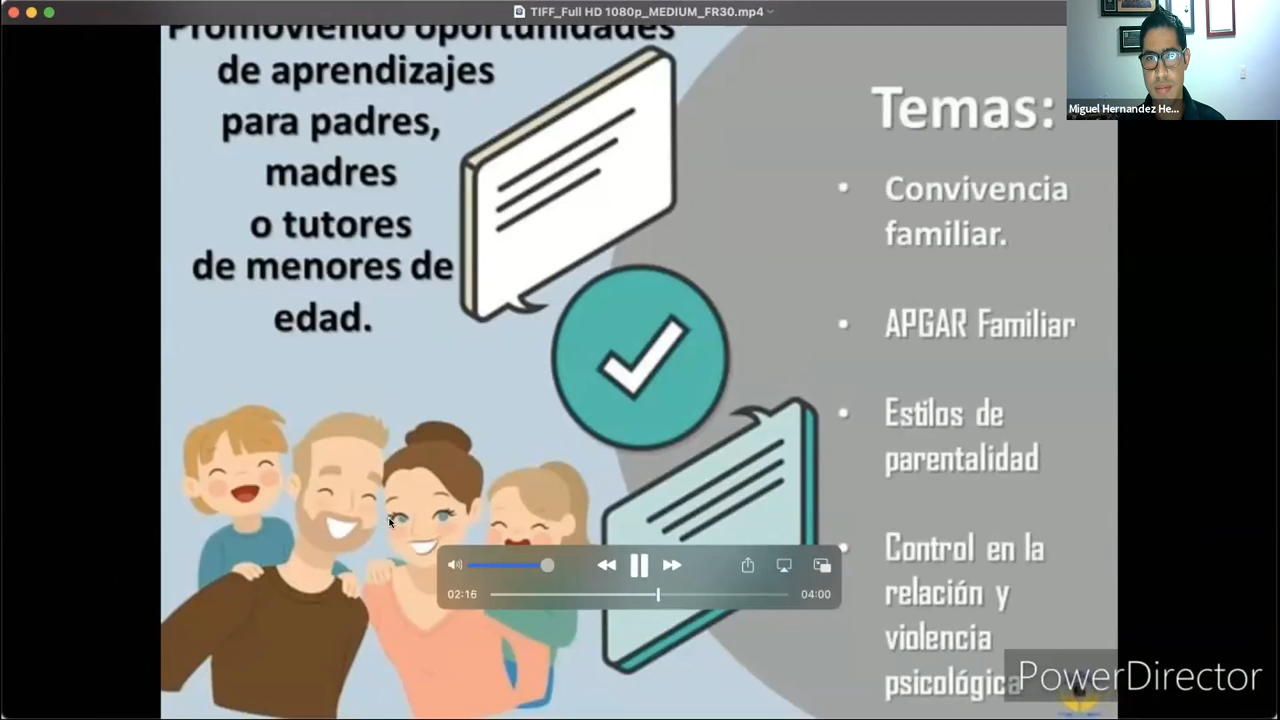 TIFF_Full HD 1080p_MEDIUM_FR30.mp4
Promoviendo oportunidades
de aprendizajes
para padres,
madres
o tutores
de menores de
edad.
Temas:
• Convivencia
familiar.
• APGAR Familiar
• Estilos de
parentalidad
• Control en la
relación y
violencia
psicológica
Miguel Hernandez He...
02:16
04:00
PowerDirector